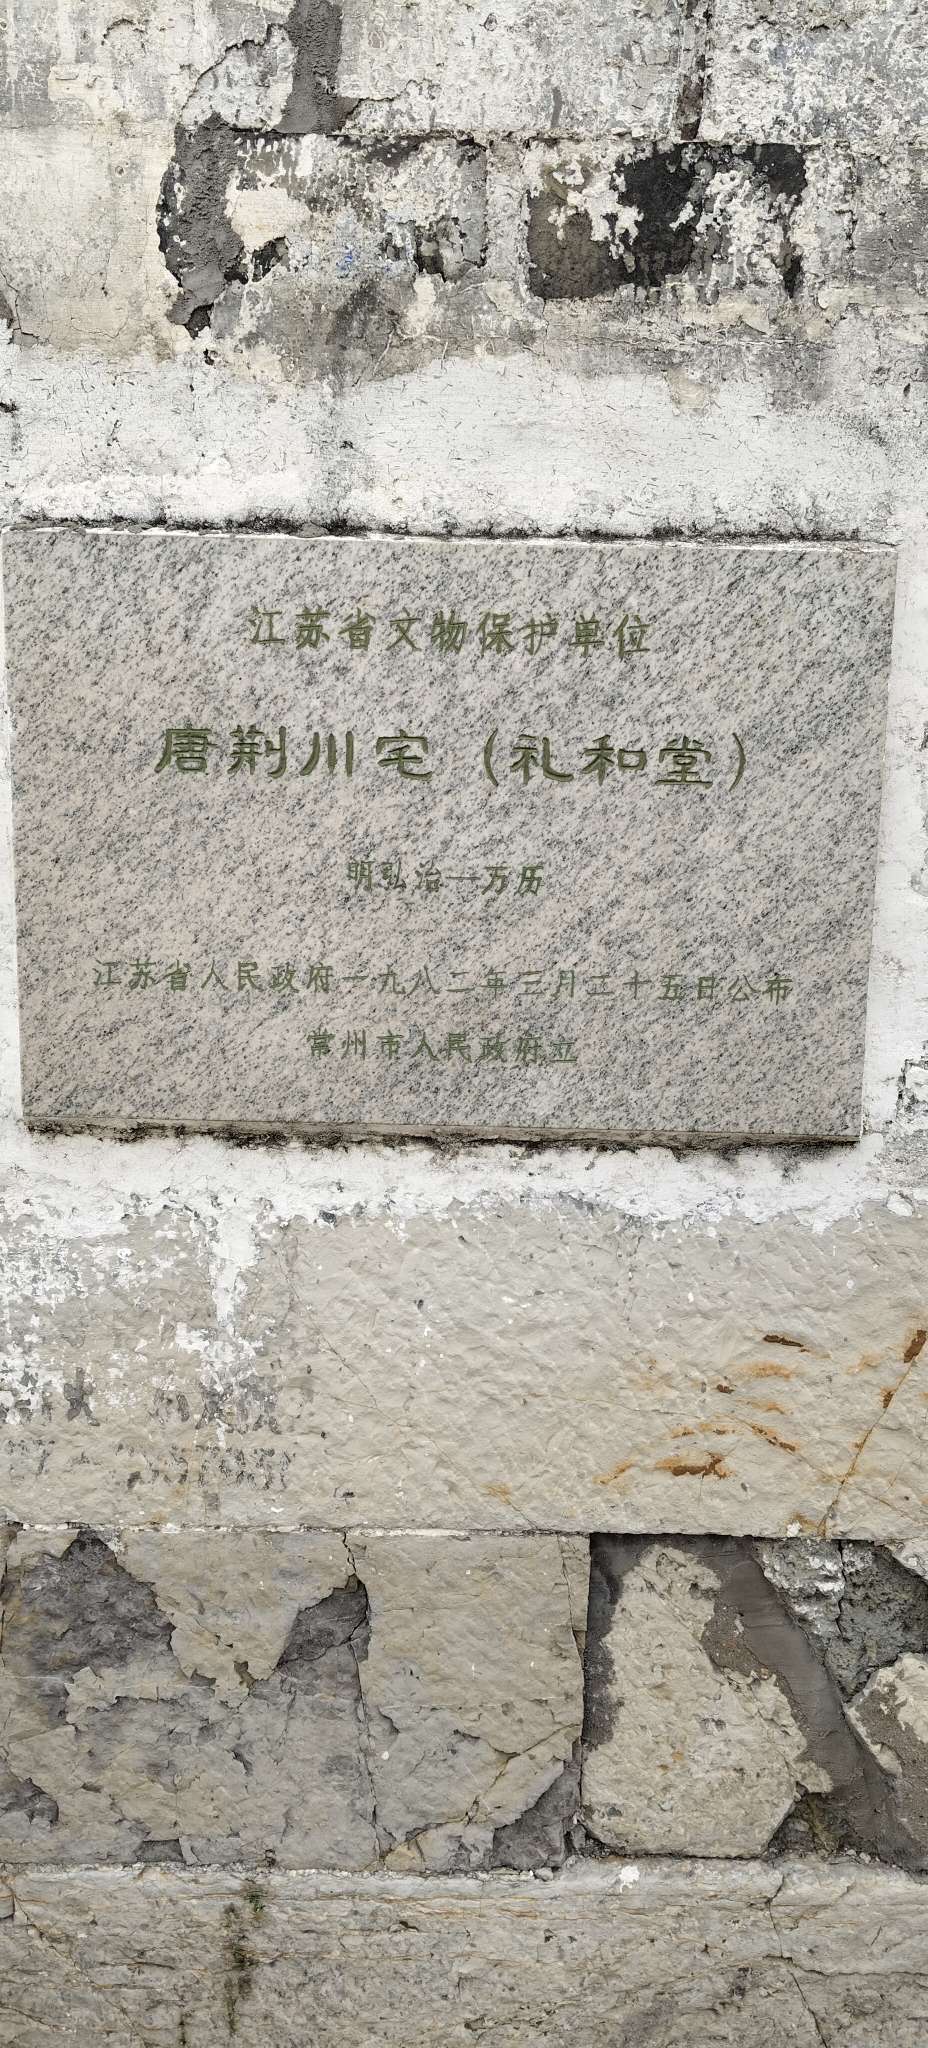 江苏省文物保护单位
唐荆川宅（礼和堂）
明弘治—万历
江苏省人民政府一九八二年三月二十五日公布
常州市人民政府立